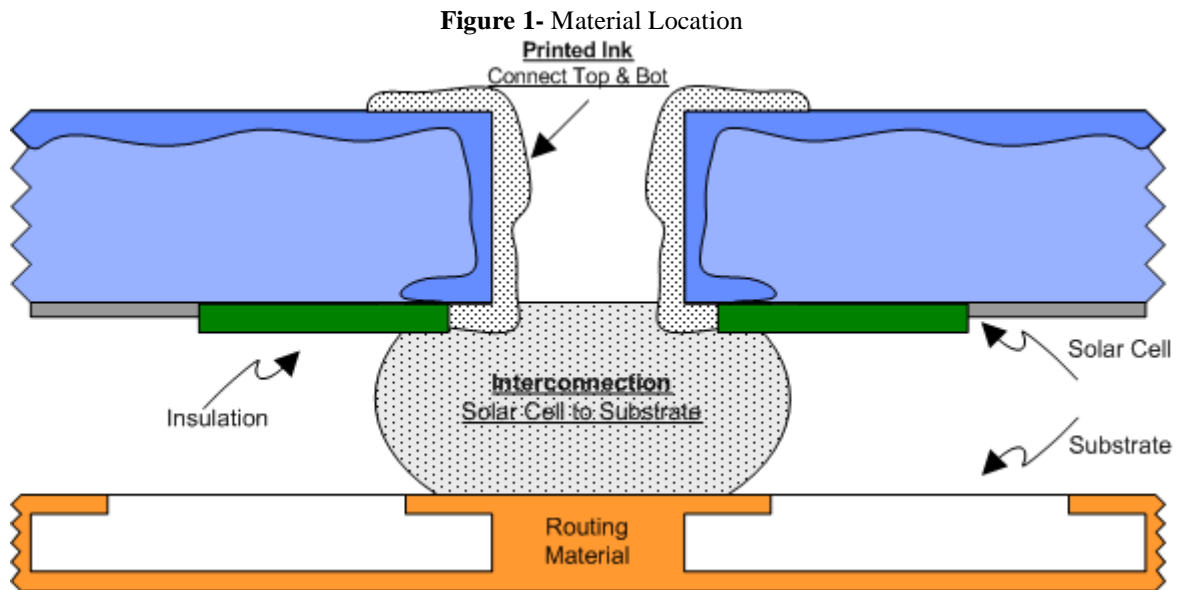 Figure 1- Material Location
Printed Ink
Connect Top & Bot
Interconnection
Solar Cell to Substrate
Insulation
Solar Cell
Substrate
Routing
Material